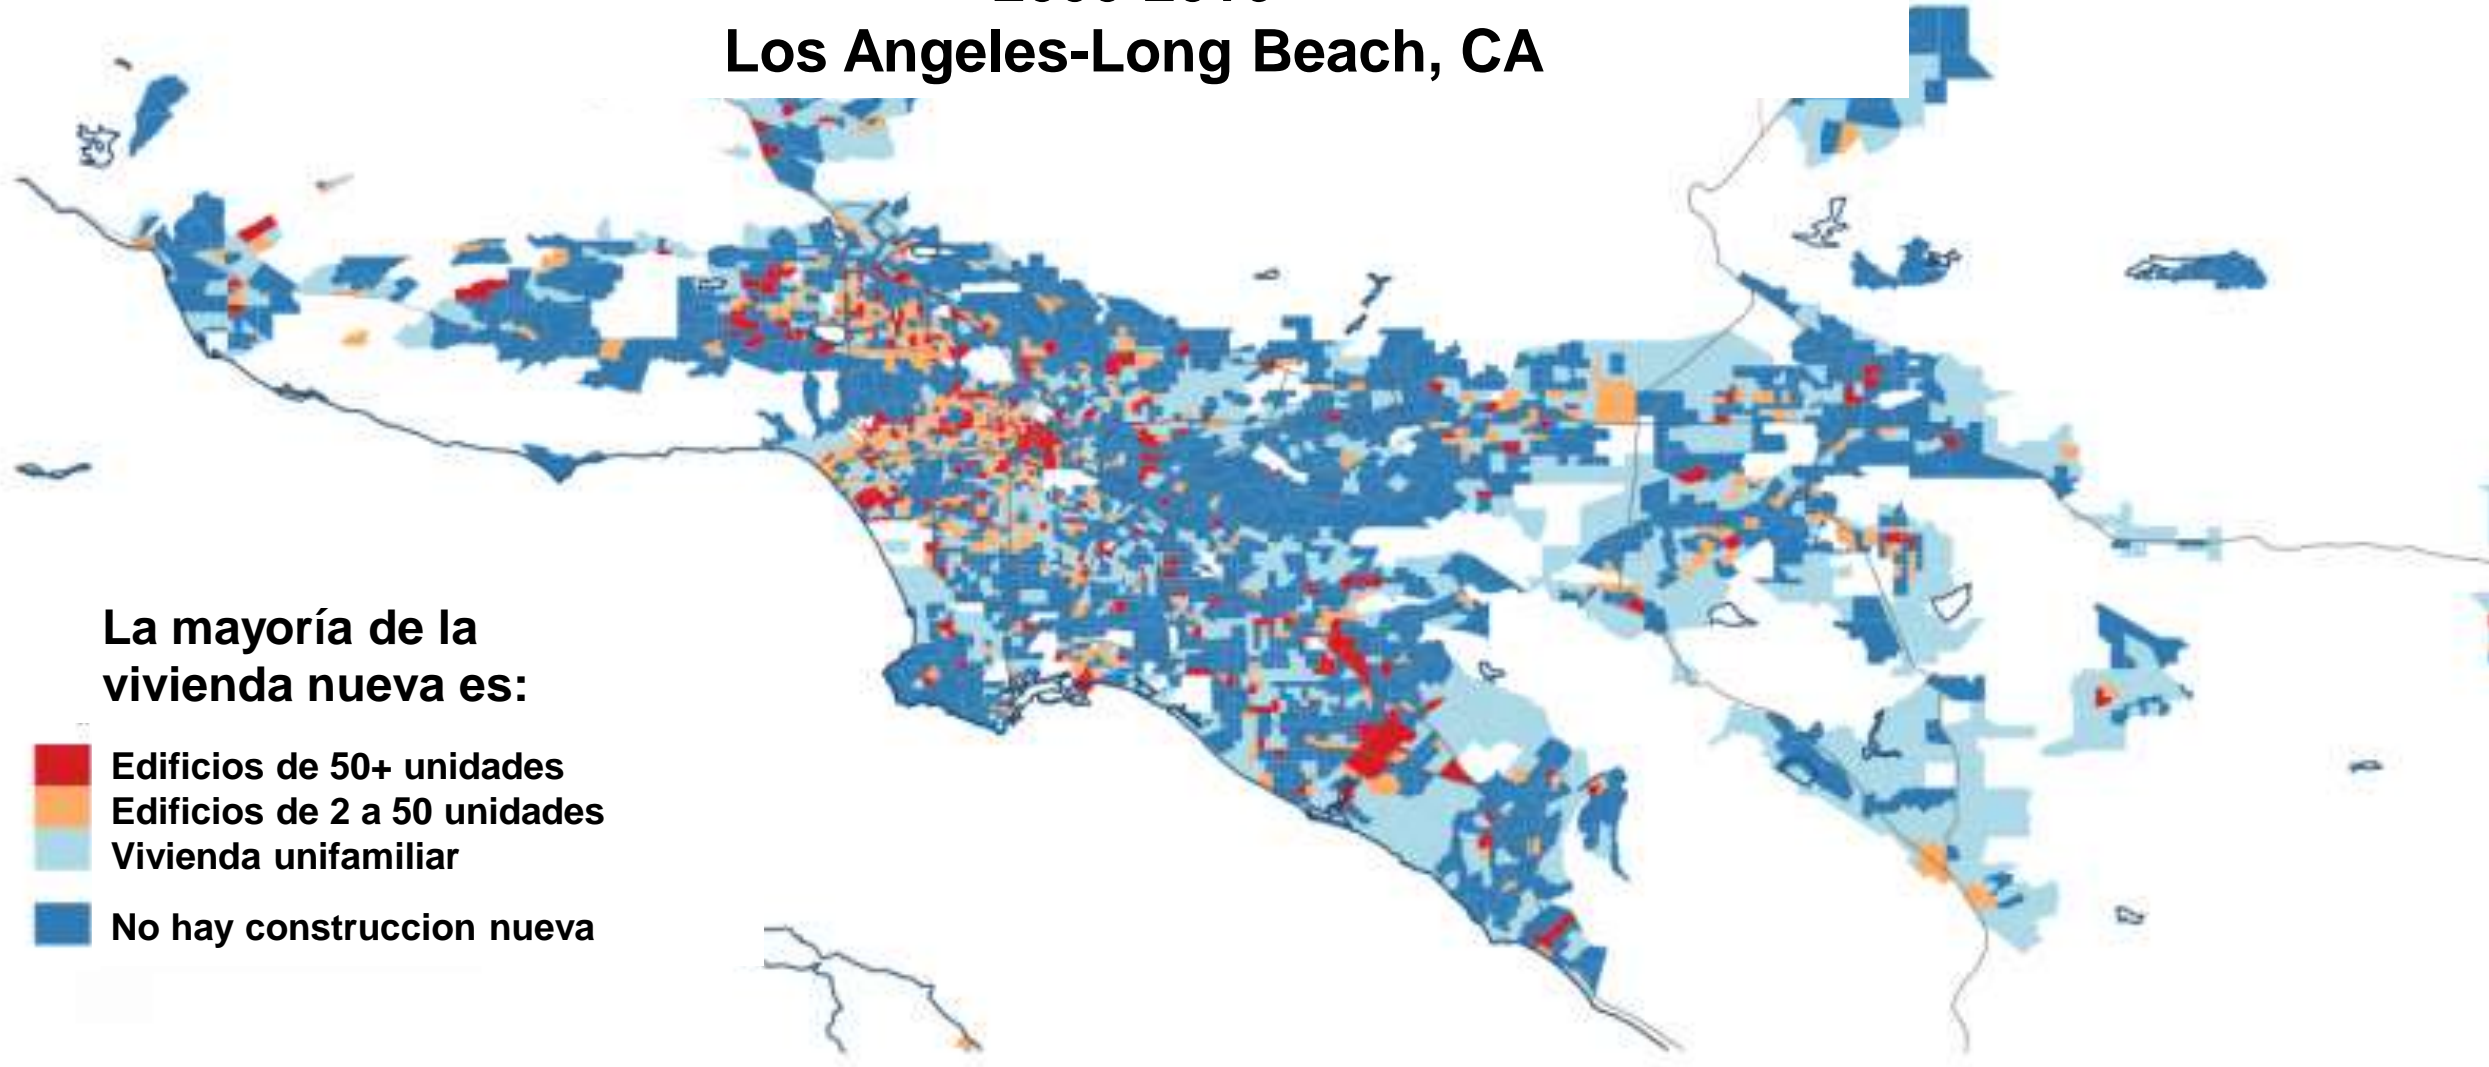 Los Angeles-Long Beach, CA
La mayoría de la
vivienda nueva es:
Edificios de 50+ unidades
Edificios de 2 a 50 unidades
Vivienda unifamiliar
No hay construccion nueva